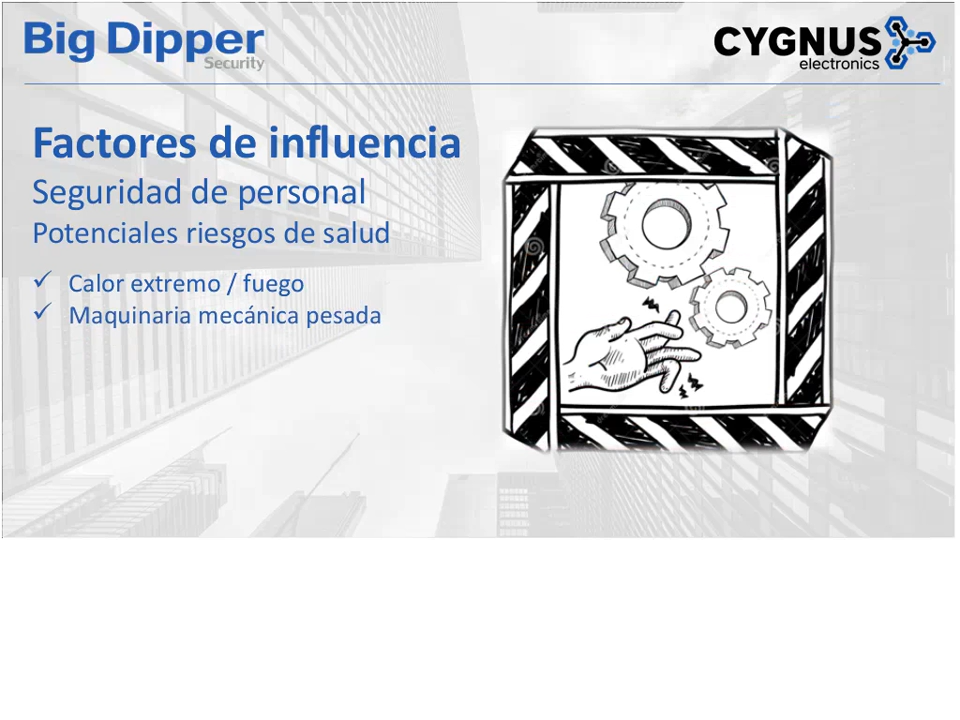 Big Dipper
Security
CYGNUS
electronics
Factores de influencia
Seguridad de personal
Potenciales riesgos de salud
✓ Calor extremo / fuego
✓ Maquinaria mecánica pesada